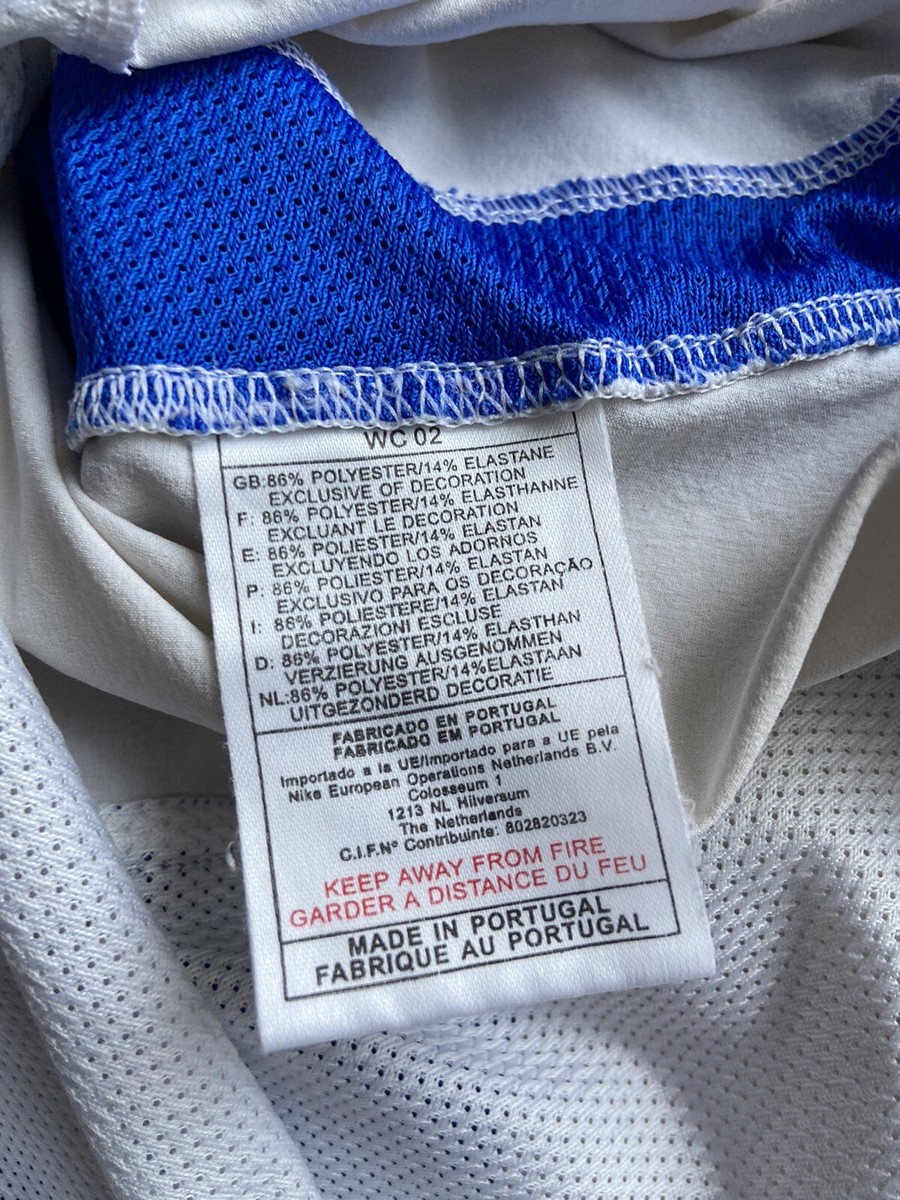 WC 02
GB:86% POLYESTER/14% ELASTANE
EXCLUSIVE OF DECORATION
F: 86% POLYESTER/14% ELASTHANNE
EXCLUANT LE DECORATION
E: 86% POLIESTER/14% ELASTAN
EXCLUYENDO LOS ADORNOS
P: 86% POLIESTER/14% ELASTAN
EXCLUSIVO PARA OS DECORAÇÃO
I: 86% POLIESTERE/14% ELASTAN
DECORAZIONI ESCLUSE
D: 86% POLYESTER/14% ELASTHAN
VERZIERUNG AUSGENOMMEN
NL:86% POLYESTER/14%ELASTAAN
UITGEZONDERD DECORATIE
FABRICADO EN PORTUGAL
FABRICADO EM PORTUGAL
Importado a la UE/Importado para a UE pela
Nike European Operations Netherlands B.V.
Colosseum 1
1213 NL Hilversum
The Netherlands
C.I.F.Nº Contribuinte: 802820323
KEEP AWAY FROM FIRE
GARDER A DISTANCE DU FEU
MADE IN PORTUGAL
FABRIQUE AU PORTUGAL